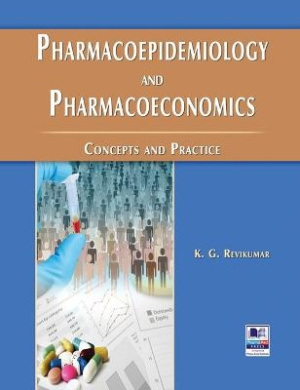 PHARMACOEPIDEMIOLOGY
AND
PHARMACOECONOMICS
CONCEPTS AND PRACTICE
K. G. REVIKUMAR